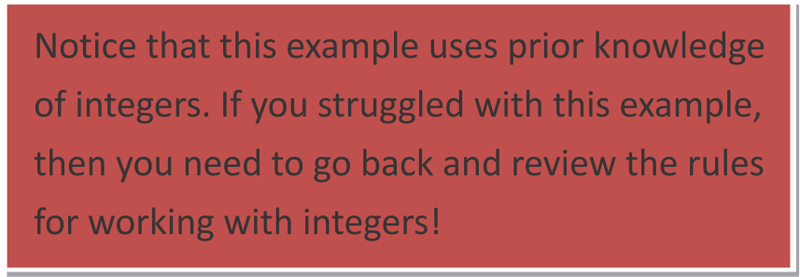 Notice that this example uses prior knowledge
of integers. If you struggled with this example,
then you need to go back and review the rules
for working with integers!